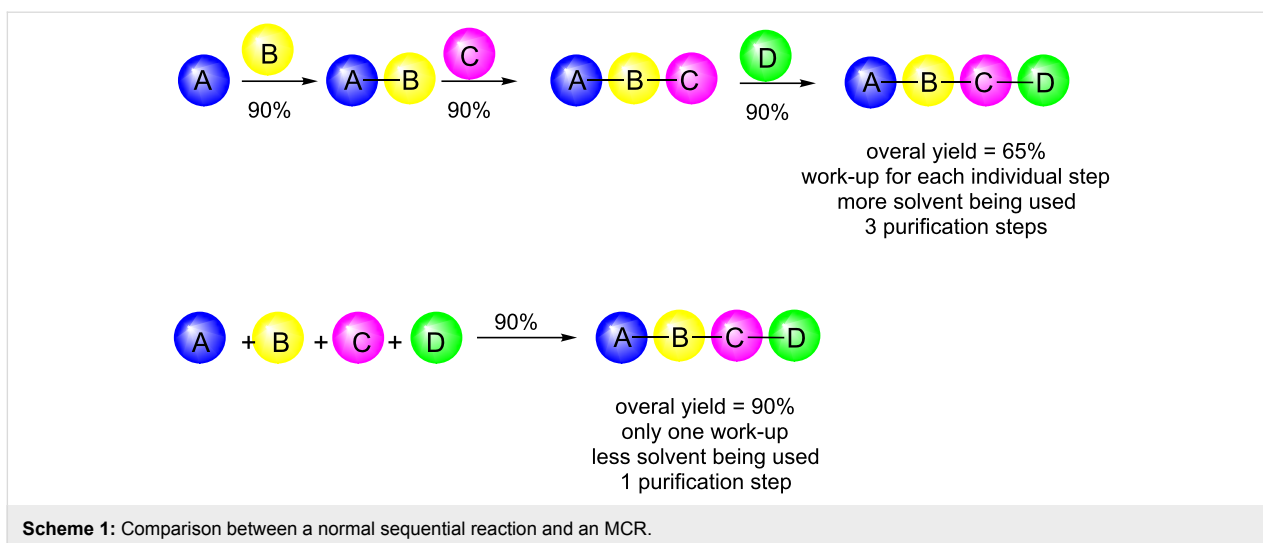 A B A B C A B C D A B C D
90% 90% 90%
overal yield = 65%
work-up for each individual step
more solvent being used
3 purification steps
A + B + C + D 90% A B C D
overal yield = 90%
only one work-up
less solvent being used
1 purification step
Scheme 1: Comparison between a normal sequential reaction and an MCR.